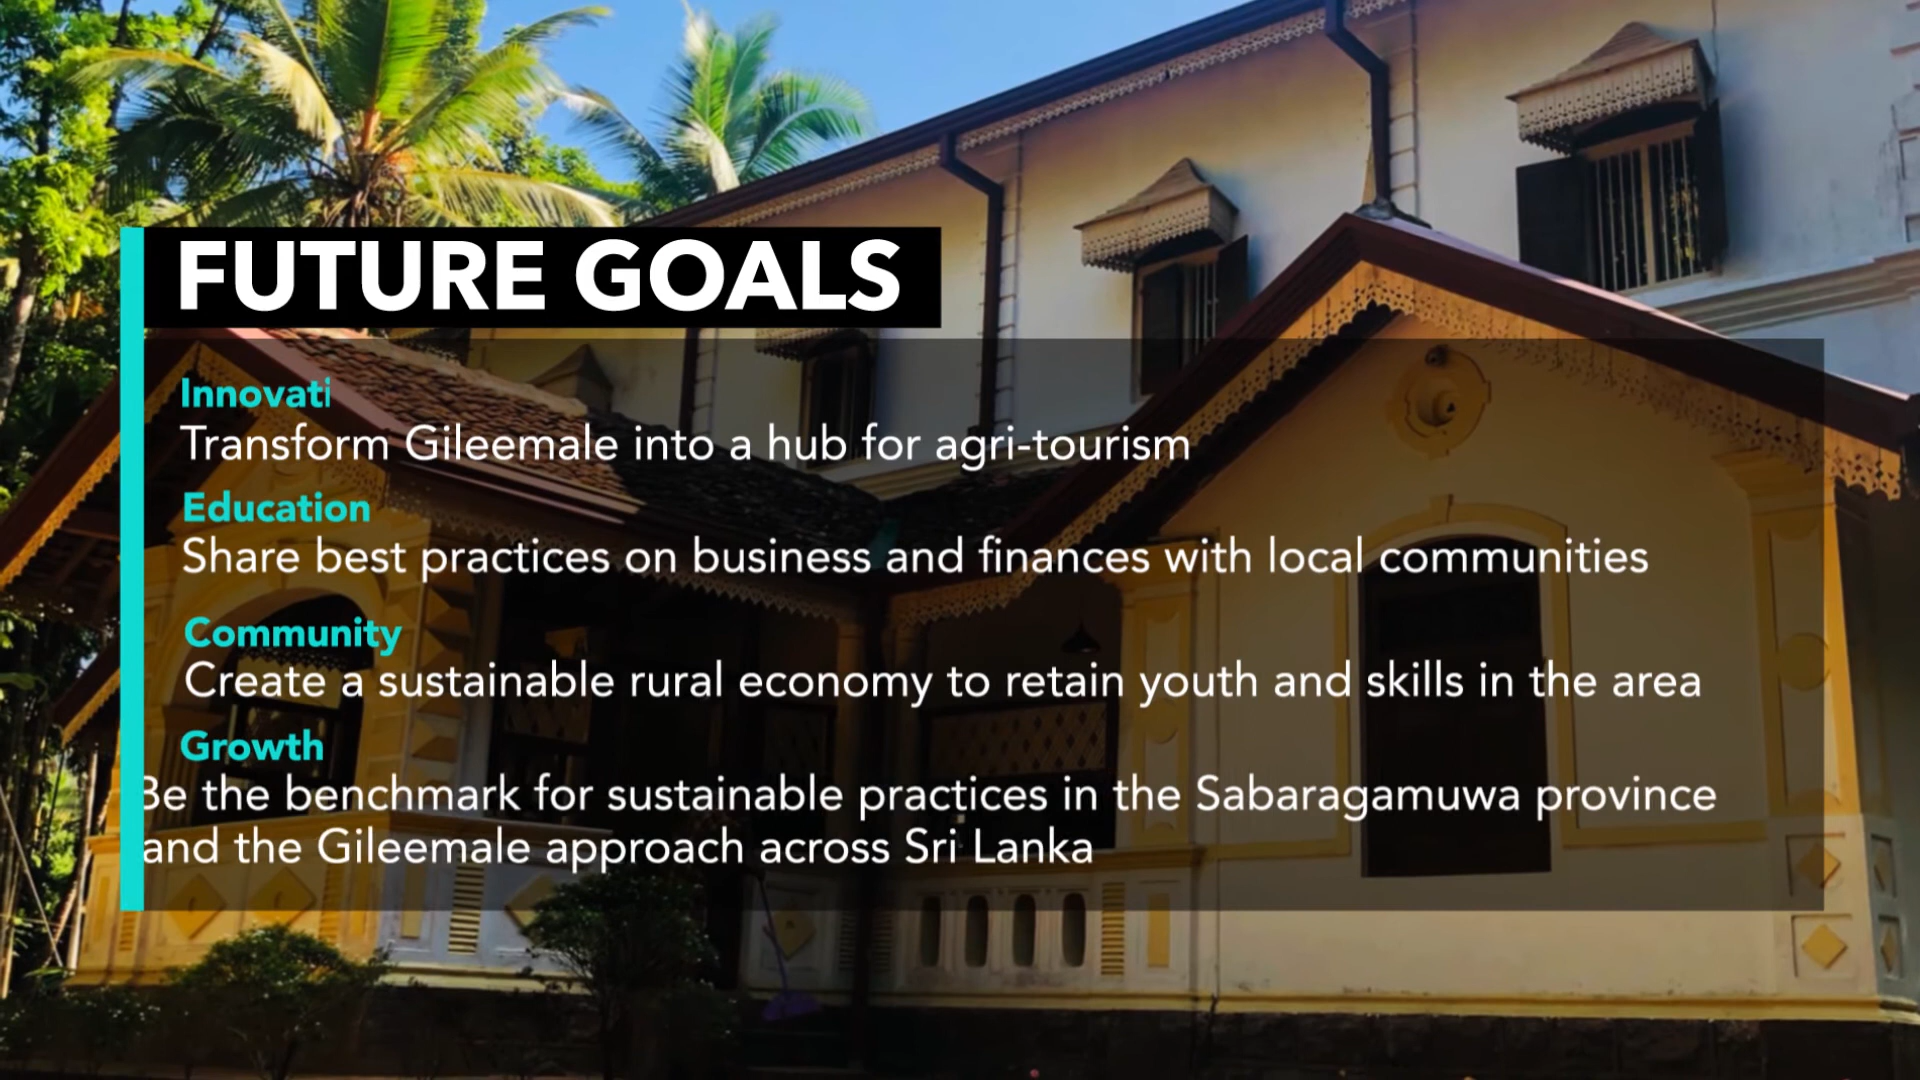 FUTURE GOALS
Innovati
Transform Gileemale into a hub for agri-tourism
Education
Share best practices on business and finances with local communities
Community
Create a sustainable rural economy to retain youth and skills in the area
Growth
Be the benchmark for sustainable practices in the Sabaragamuwa province
and the Gileemale approach across Sri Lanka